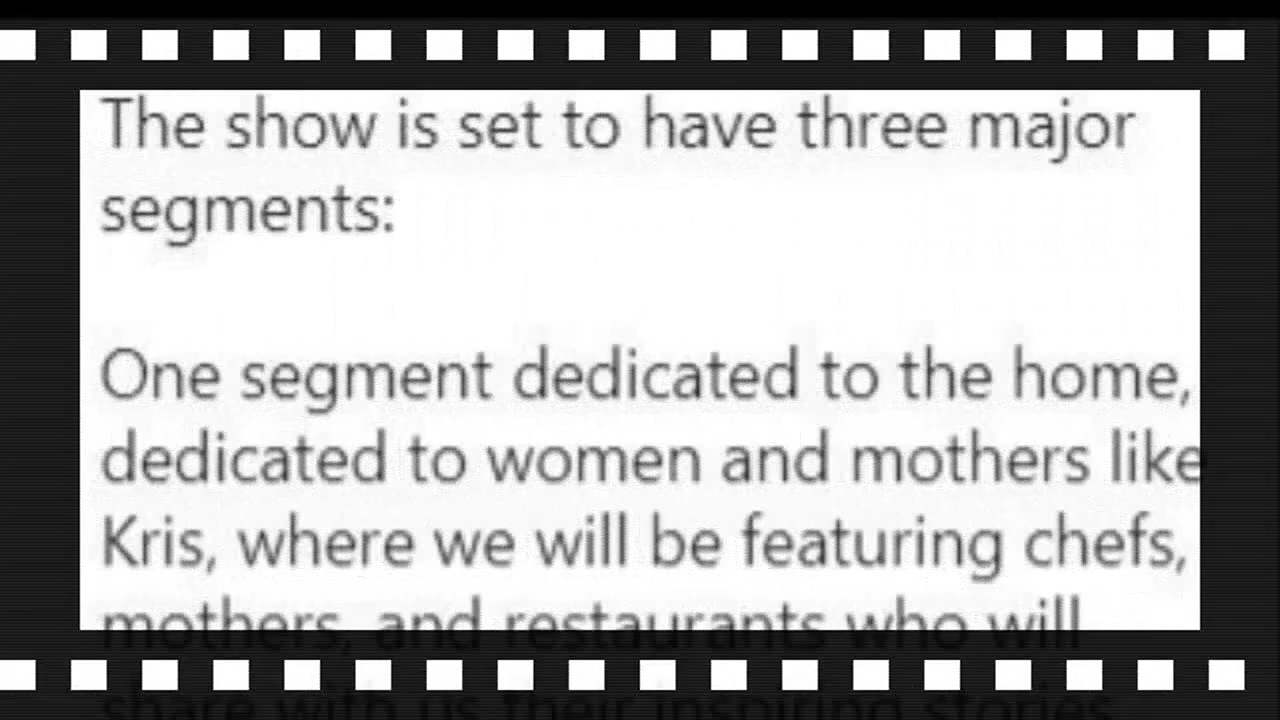 The show is set to have three major
segments:
One segment dedicated to the home,
dedicated to women and mothers like
Kris, where we will be featuring chefs,
mothers, and restaurants who will
share with us their inspiring stories